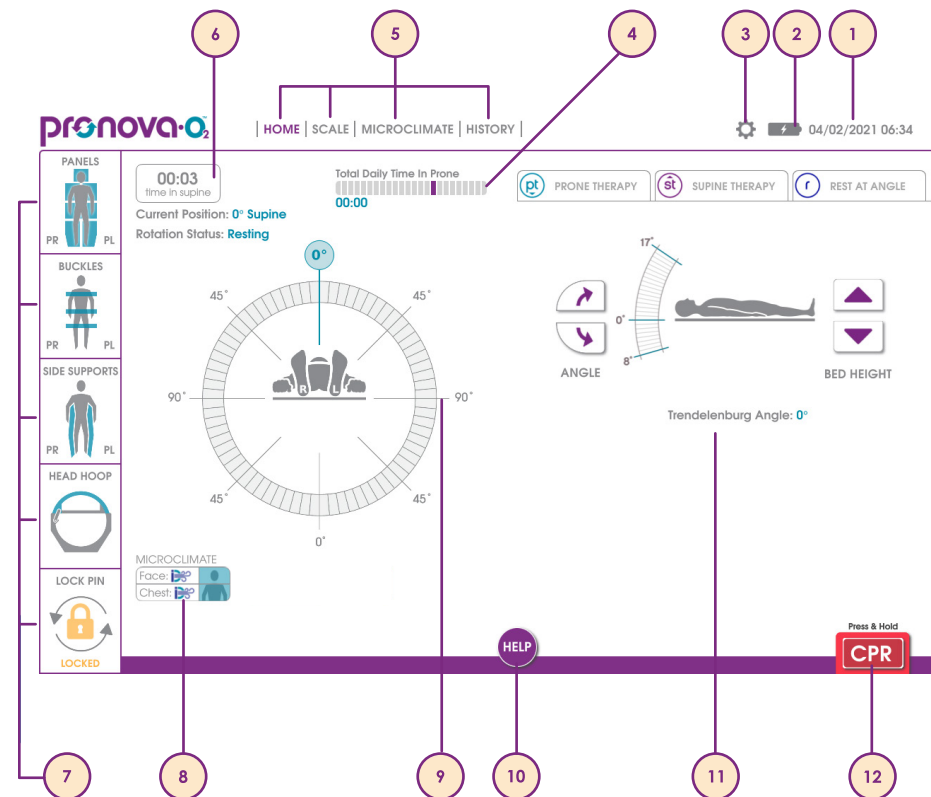 6
5
4
3
2
1
pronova·O2™
| HOME | SCALE | MICROCLIMATE | HISTORY |
04/02/2021 06:34
PANELS
PR PL
BUCKLES
PR PL
SIDE SUPPORTS
PR PL
HEAD HOOP
LOCK PIN
LOCKED
00:03
time in supine
Total Daily Time In Prone
00:00
Current Position: 0° Supine
Rotation Status: Resting
pt PRONE THERAPY
st SUPINE THERAPY
r REST AT ANGLE
0°
45° 45°
90° 90°
R L
45° 45°
0°
17°
0°
8°
ANGLE
BED HEIGHT
Trendelenburg Angle: 0°
MICROCLIMATE
Face:
Chest:
HELP
Press & Hold
CPR
7
8
9
10
11
12